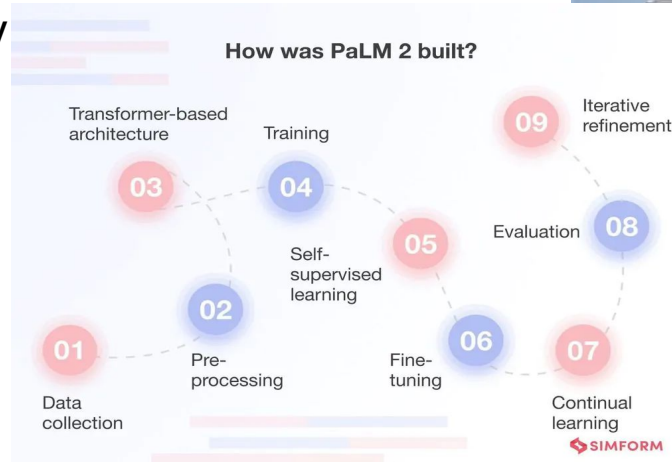 y
How was PaLM 2 built?
01
Data
collection
02
Pre-
processing
03
Transformer-based
architecture
04
Training
05
Self-
supervised
learning
06
Fine-
tuning
07
Continual
learning
08
Evaluation
09
Iterative
refinement
SIMFORM